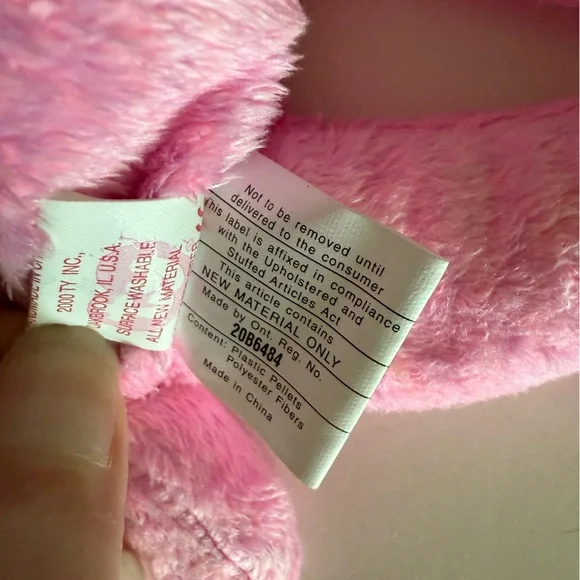 2000 TY INC.,
OAKBROOK, IL, U.S.A.
SURFACE WASHABLE
ALL NEW MATERIAL
Not to be removed until
delivered to the consumer
This label is affixed in compliance
with the Upholstered and
Stuffed Articles Act
This article contains
NEW MATERIAL ONLY
Made by Ont. Reg. No.
20B6484
Content: Plastic Pellets
Polyester Fibers
Made in China